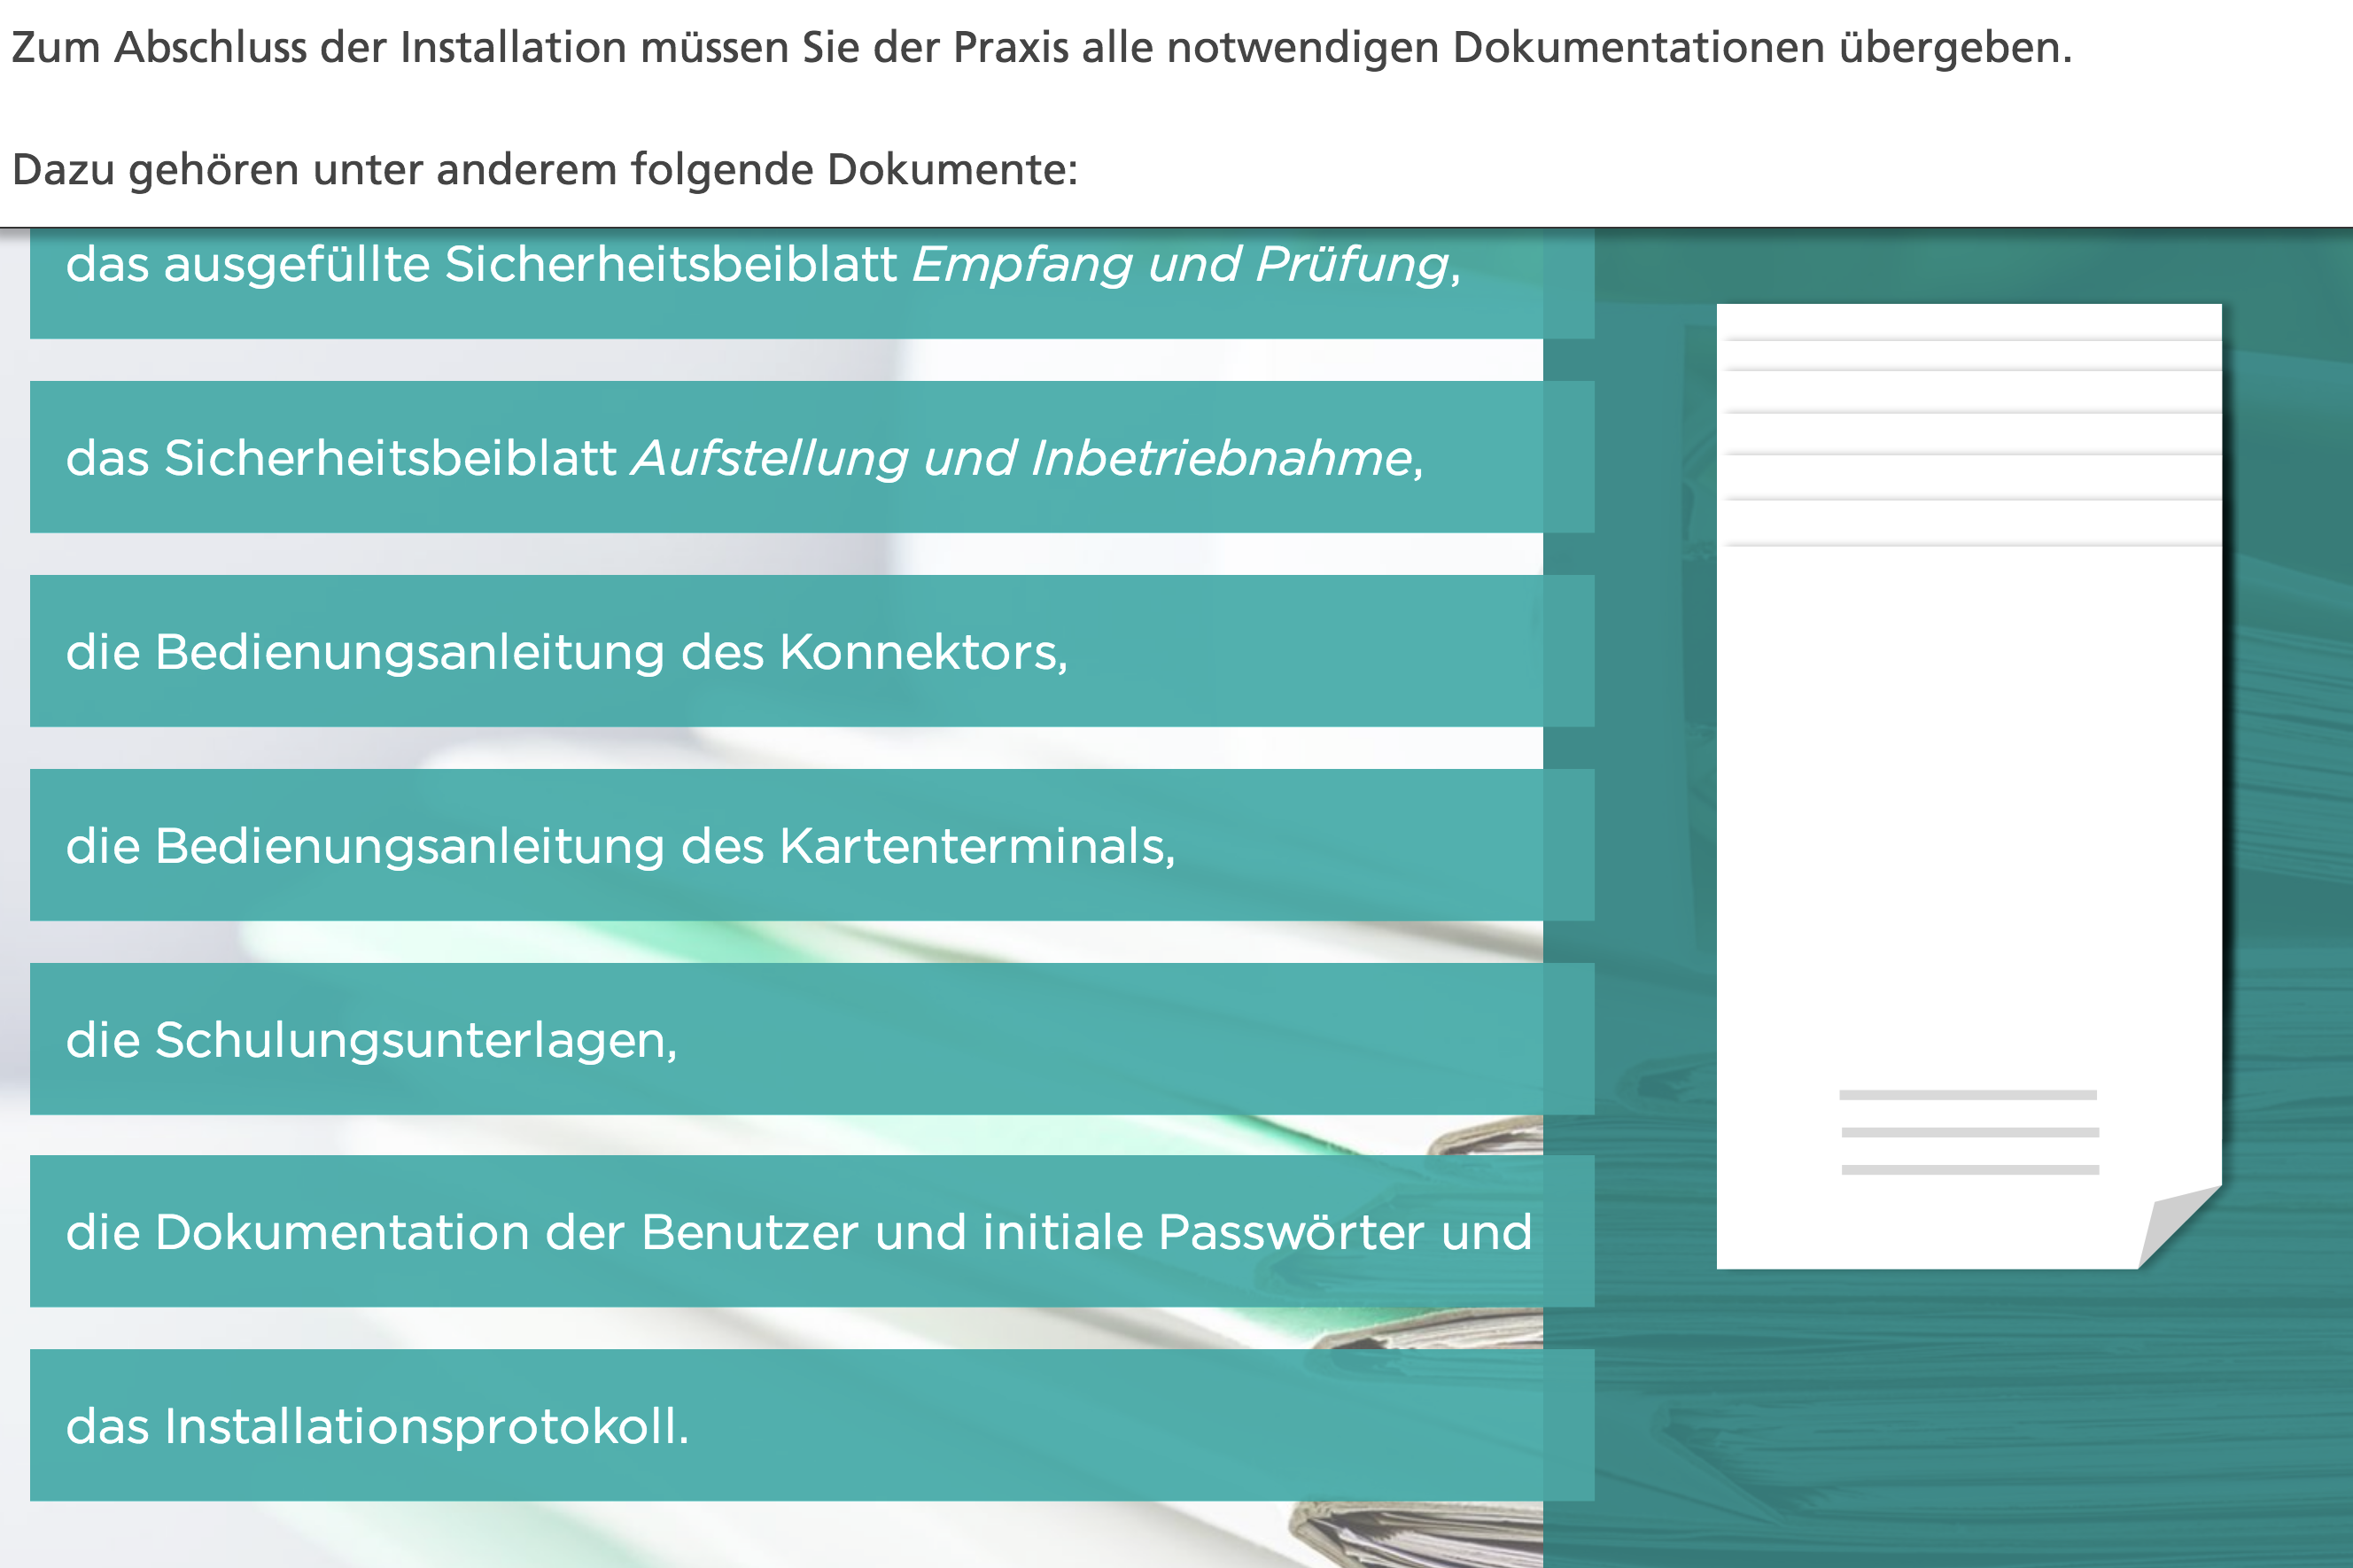 Zum Abschluss der Installation müssen Sie der Praxis alle notwendigen Dokumentationen übergeben.
Dazu gehören unter anderem folgende Dokumente:
das ausgefüllte Sicherheitsbeiblatt Empfang und Prüfung,
das Sicherheitsbeiblatt Aufstellung und Inbetriebnahme,
die Bedienungsanleitung des Konnektors,
die Bedienungsanleitung des Kartenterminals,
die Schulungsunterlagen,
die Dokumentation der Benutzer und initiale Passwörter und
das Installationsprotokoll.